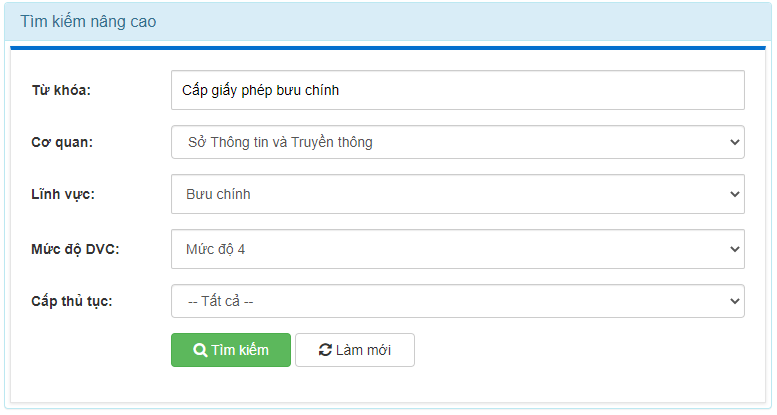 Tìm kiếm nâng cao
Từ khóa: Cấp giấy phép bưu chính
Cơ quan: Sở Thông tin và Truyền thông
Lĩnh vực: Bưu chính
Mức độ DVC: Mức độ 4
Cấp thủ tục: -- Tất cả --
Tìm kiếm Làm mới